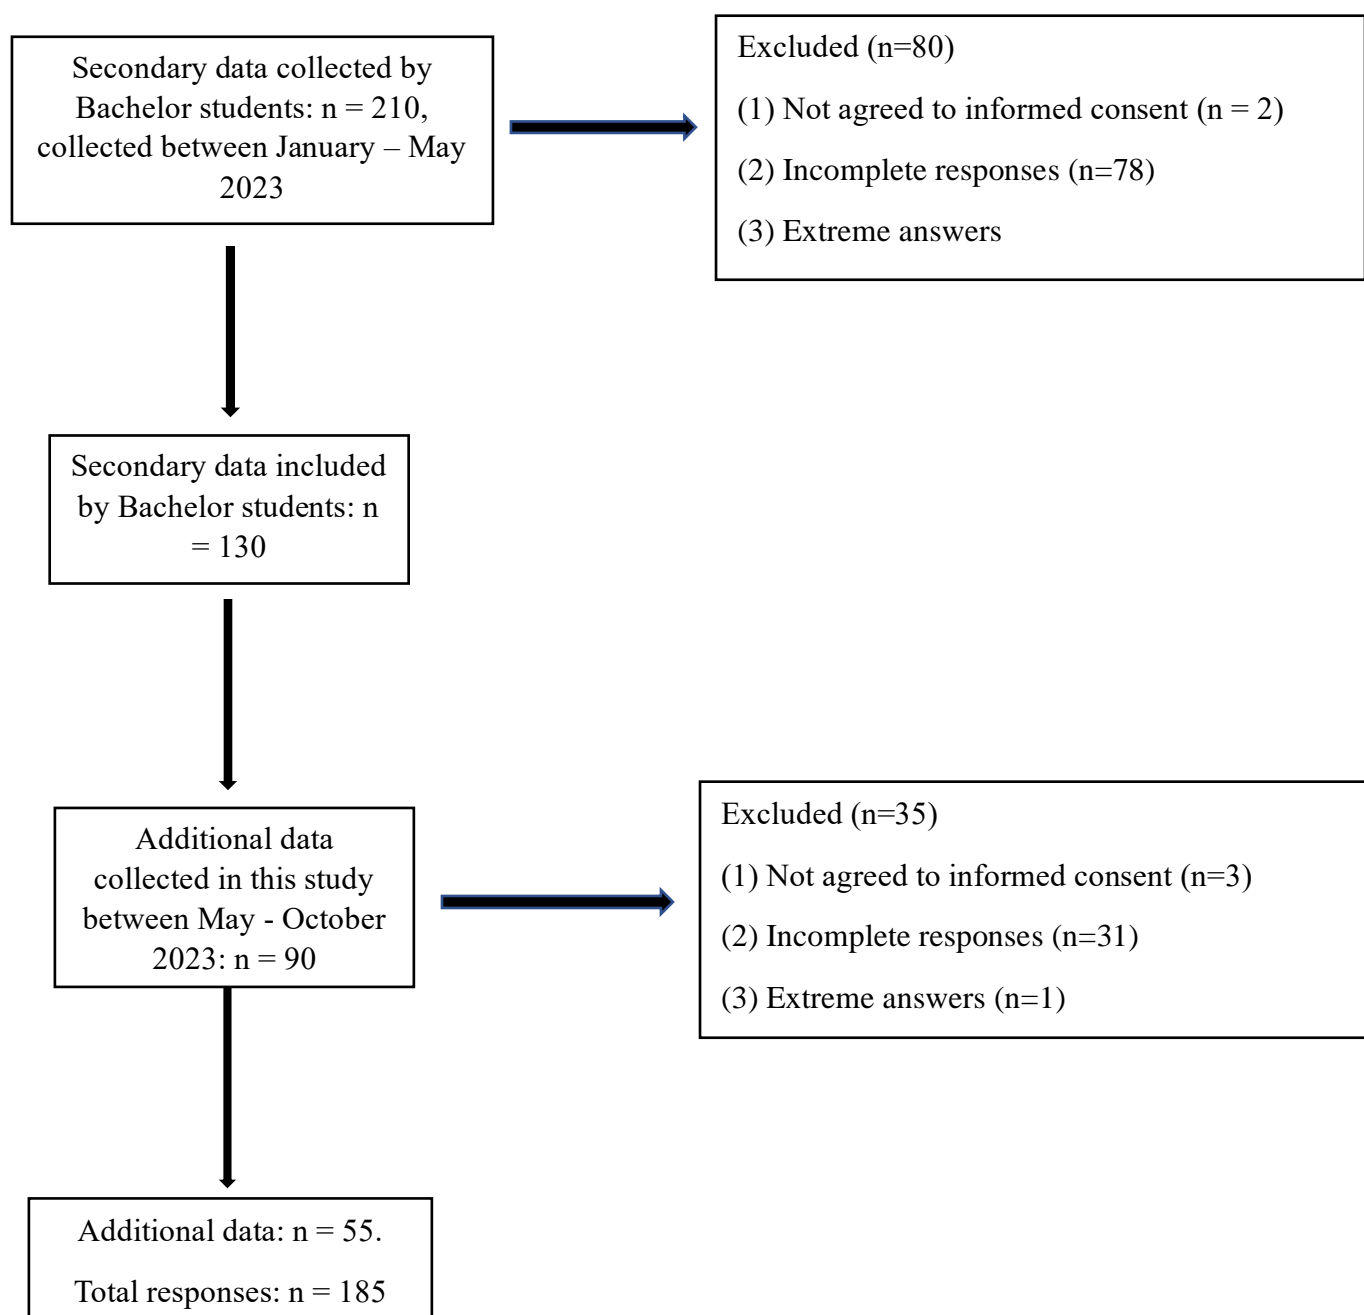 Secondary data collected by
Bachelor students: n = 210,
collected between January – May
2023
Excluded (n=80)
(1) Not agreed to informed consent (n = 2)
(2) Incomplete responses (n=78)
(3) Extreme answers
Secondary data included
by Bachelor students: n
= 130
Additional data
collected in this study
between May - October
2023: n = 90
Excluded (n=35)
(1) Not agreed to informed consent (n=3)
(2) Incomplete responses (n=31)
(3) Extreme answers (n=1)
Additional data: n = 55.
Total responses: n = 185